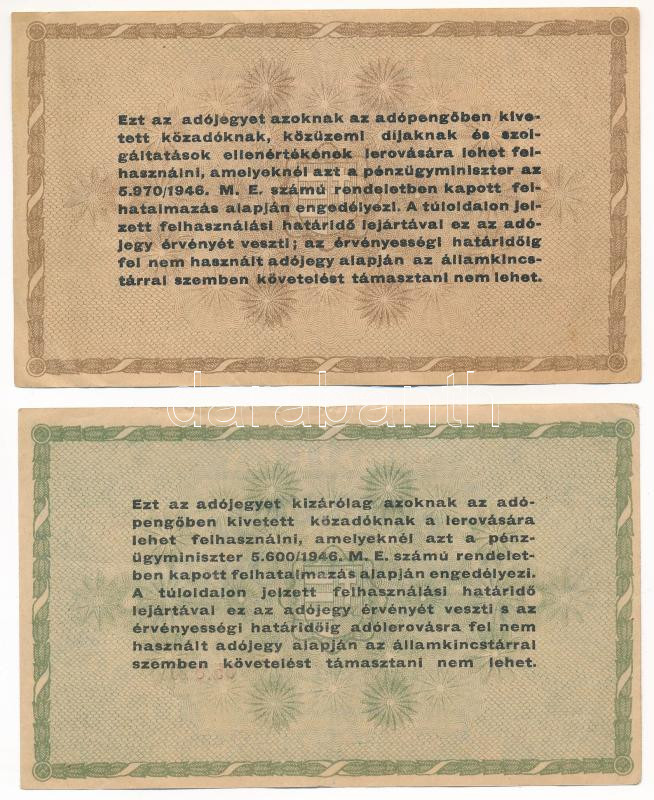 Ezt az adójegyet azoknak az adópengőben kive-
tett közadóknak, közüzemi díjaknak és szol-
gáltatások ellenértékének lerovására lehet fel-
használni, amelyeknél azt a pénzügyminiszter az
5.970/1946. M. E. számú rendeletben kapott fel-
hatalmazás alapján engedélyezi. A túloldalon jel-
zett felhasználási határidő lejártával ez az adó-
jegy érvényét veszti; az érvényességi határidőig
fel nem használt adójegy alapján az államkincs-
tárral szemben követelést támasztani nem lehet.
darabanth
Ezt az adójegyet kizárólag azoknak az adó-
pengőben kivetett közadóknak a lerovására
lehet felhasználni, amelyeknél azt a pénz-
ügyminiszter 5.600/1946. M. E. számú rendelet-
ben kapott felhatalmazás alapján engedélyezi.
A túloldalon jelzett felhasználási határidő
lejártával ez az adójegy érvényét veszti s az
érvényességi határidőig adólerovásra fel nem
használt adójegy alapján az államkincstárral
szemben követelést támasztani nem lehet.